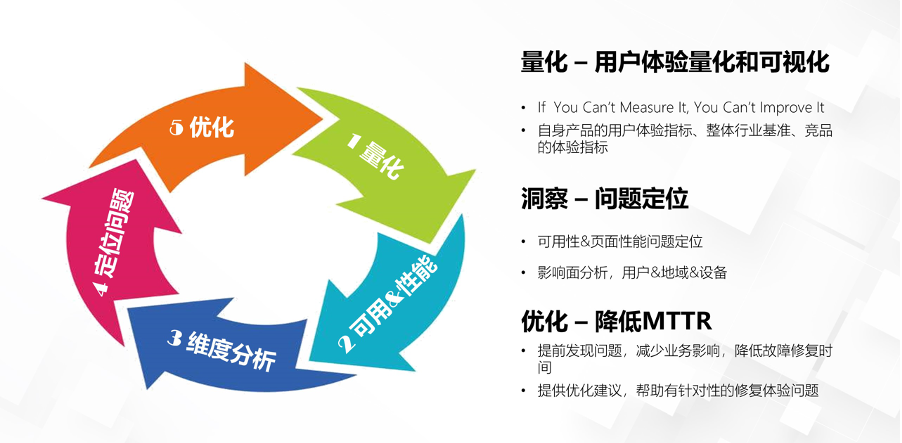 5 优化
1 量化
2 可用&性能
3 维度分析
4 定位问题
量化 – 用户体验量化和可视化
• If You Can't Measure It, You Can't Improve It
• 自身产品的用户体验指标、整体行业基准、竞品
的体验指标
洞察 – 问题定位
• 可用性&页面性能问题定位
• 影响面分析，用户&地域&设备
优化 – 降低MTTR
• 提前发现问题，减少业务影响，降低故障修复时
间
• 提供优化建议，帮助有针对性的修复体验问题